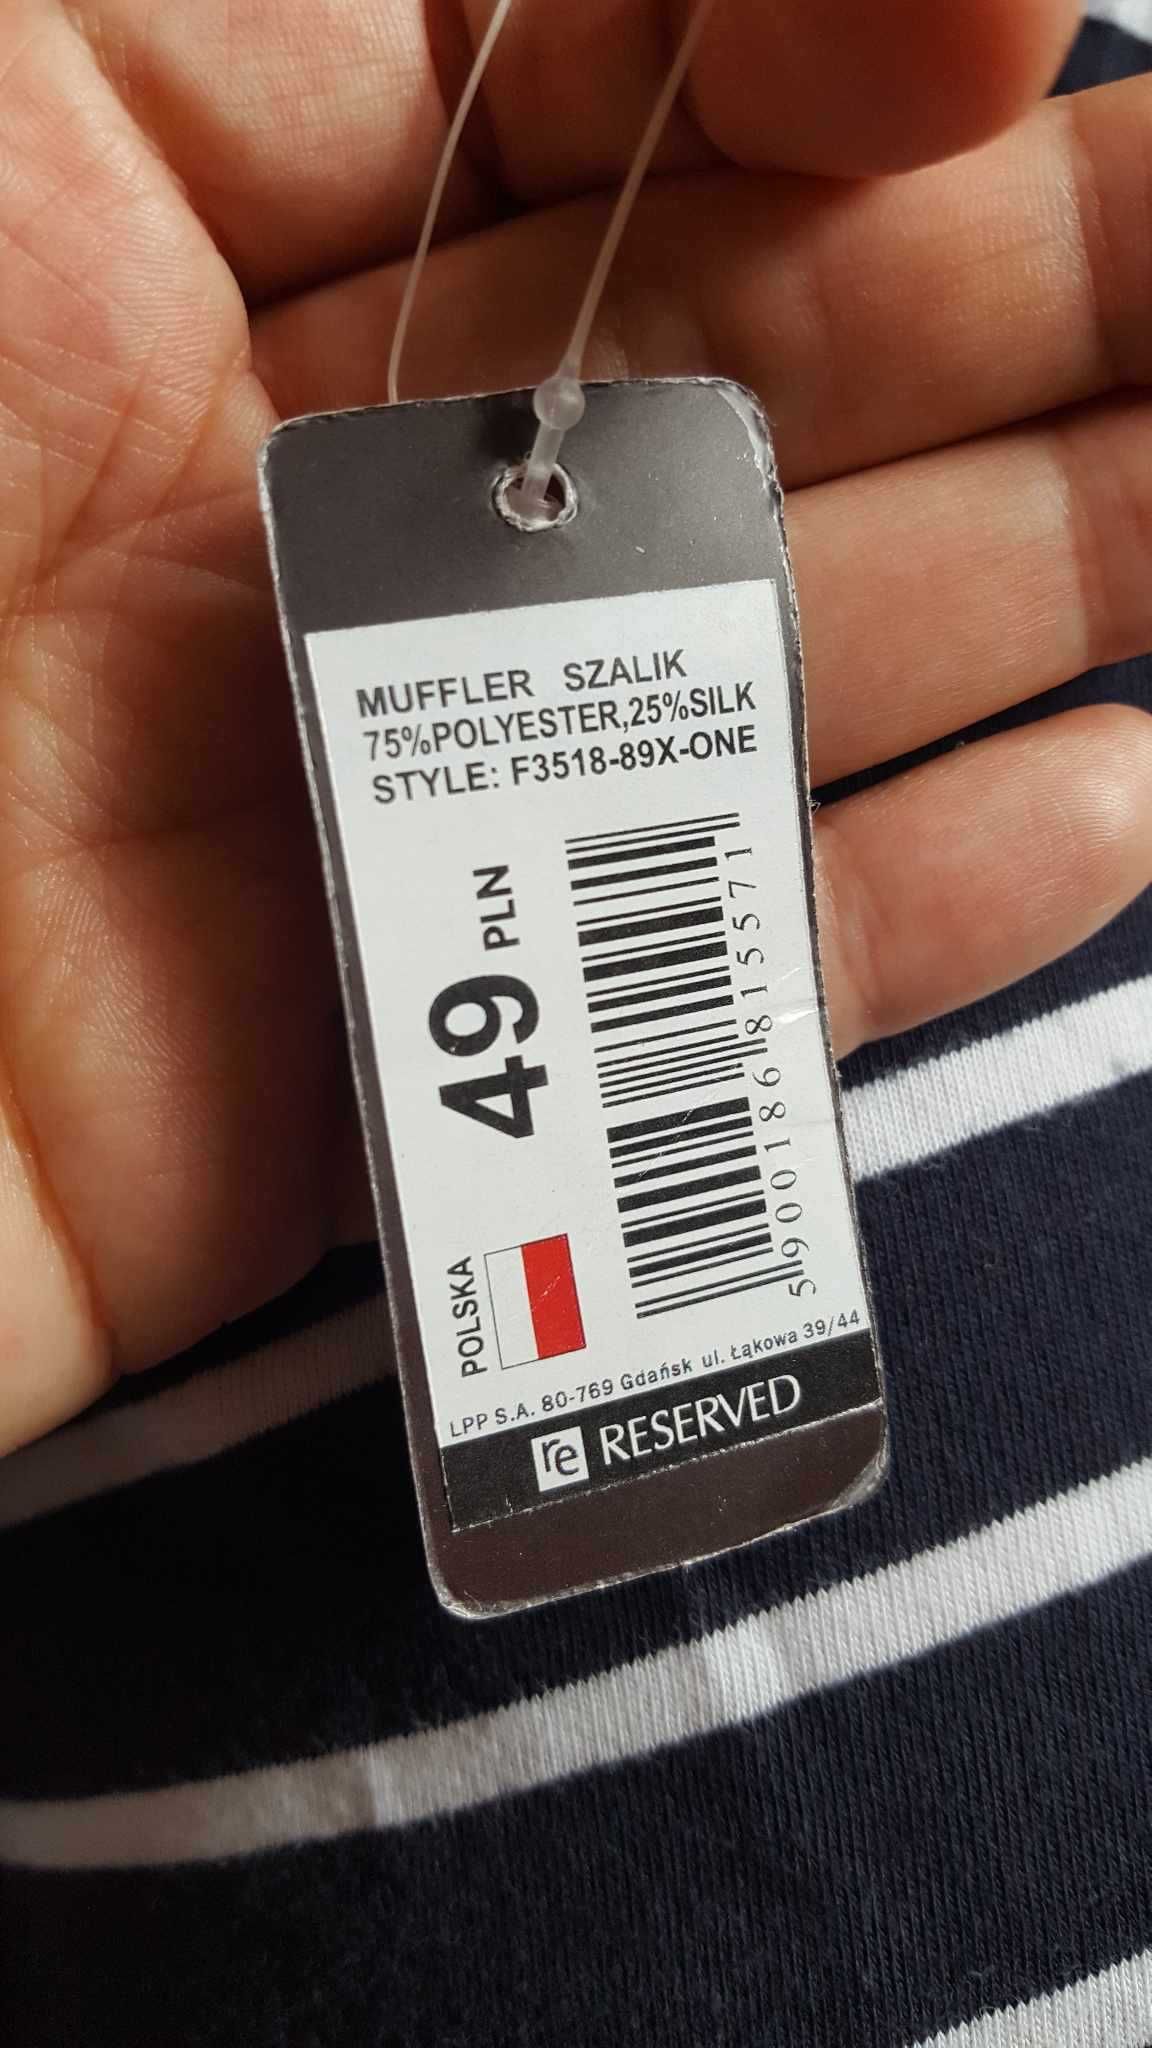 MUFFLER SZALIK
75%POLYESTER,25%SILK
STYLE: F3518-89X-ONE
49 PLN
5900186815571
POLSKA
LPP S.A. 80-769 Gdańsk ul. Łąkowa 39/44
re RESERVED